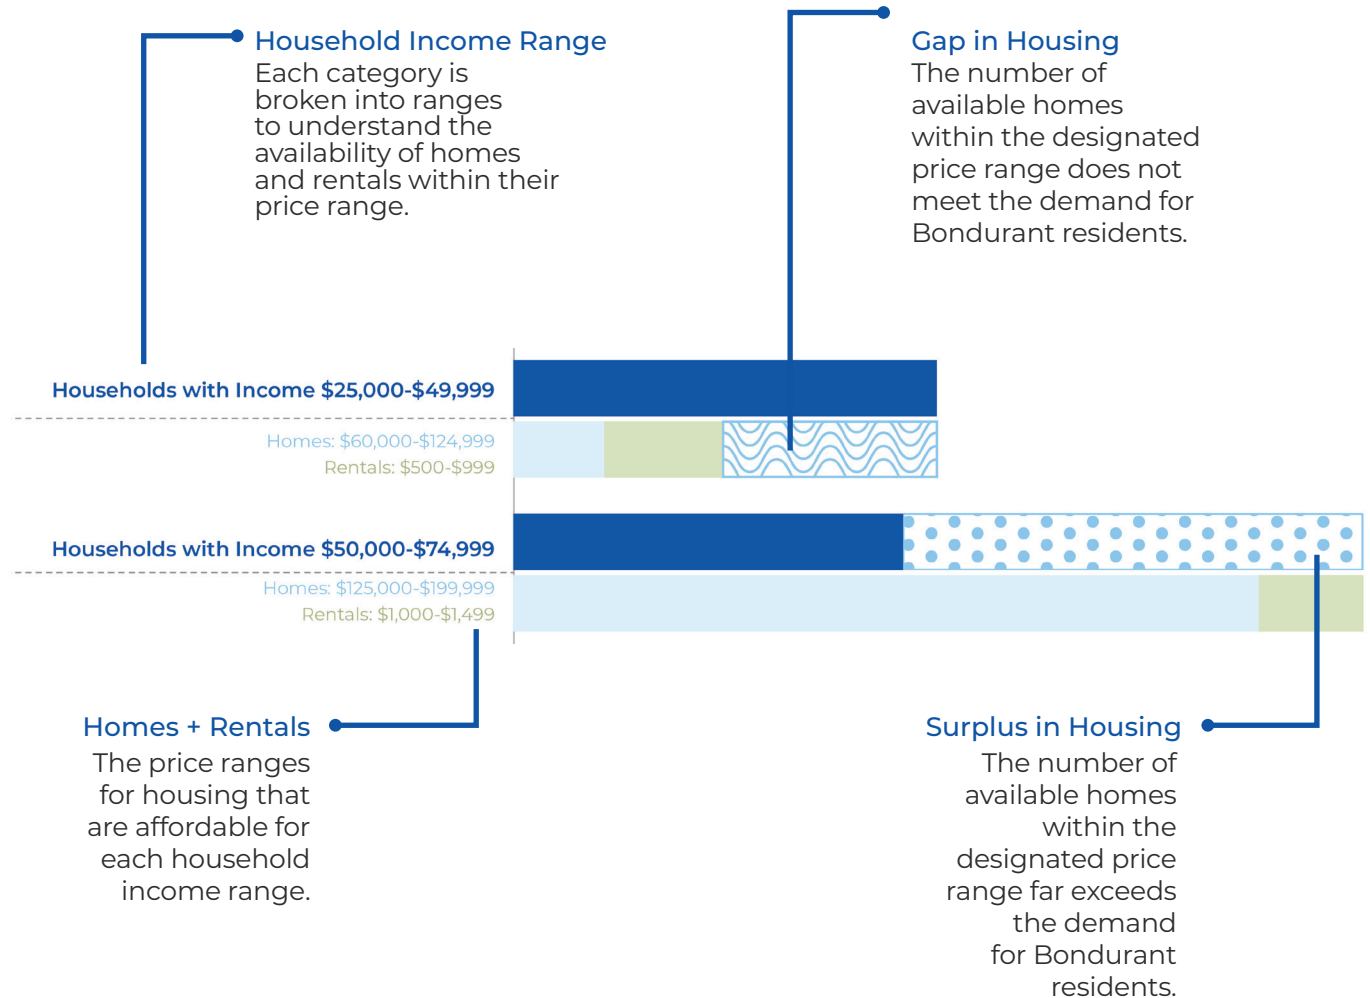 Household Income Range
Each category is
broken into ranges
to understand the
availability of homes
and rentals within their
price range.
Gap in Housing
The number of
available homes
within the designated
price range does not
meet the demand for
Bondurant residents.
Households with Income $25,000-$49,999
Homes: $60,000-$124,999
Rentals: $500-$999
Households with Income $50,000-$74,999
Homes: $125,000-$199,999
Rentals: $1,000-$1,499
Homes + Rentals
The price ranges
for housing that
are affordable for
each household
income range.
Surplus in Housing
The number of
available homes
within the
designated price
range far exceeds
the demand
for Bondurant
residents.